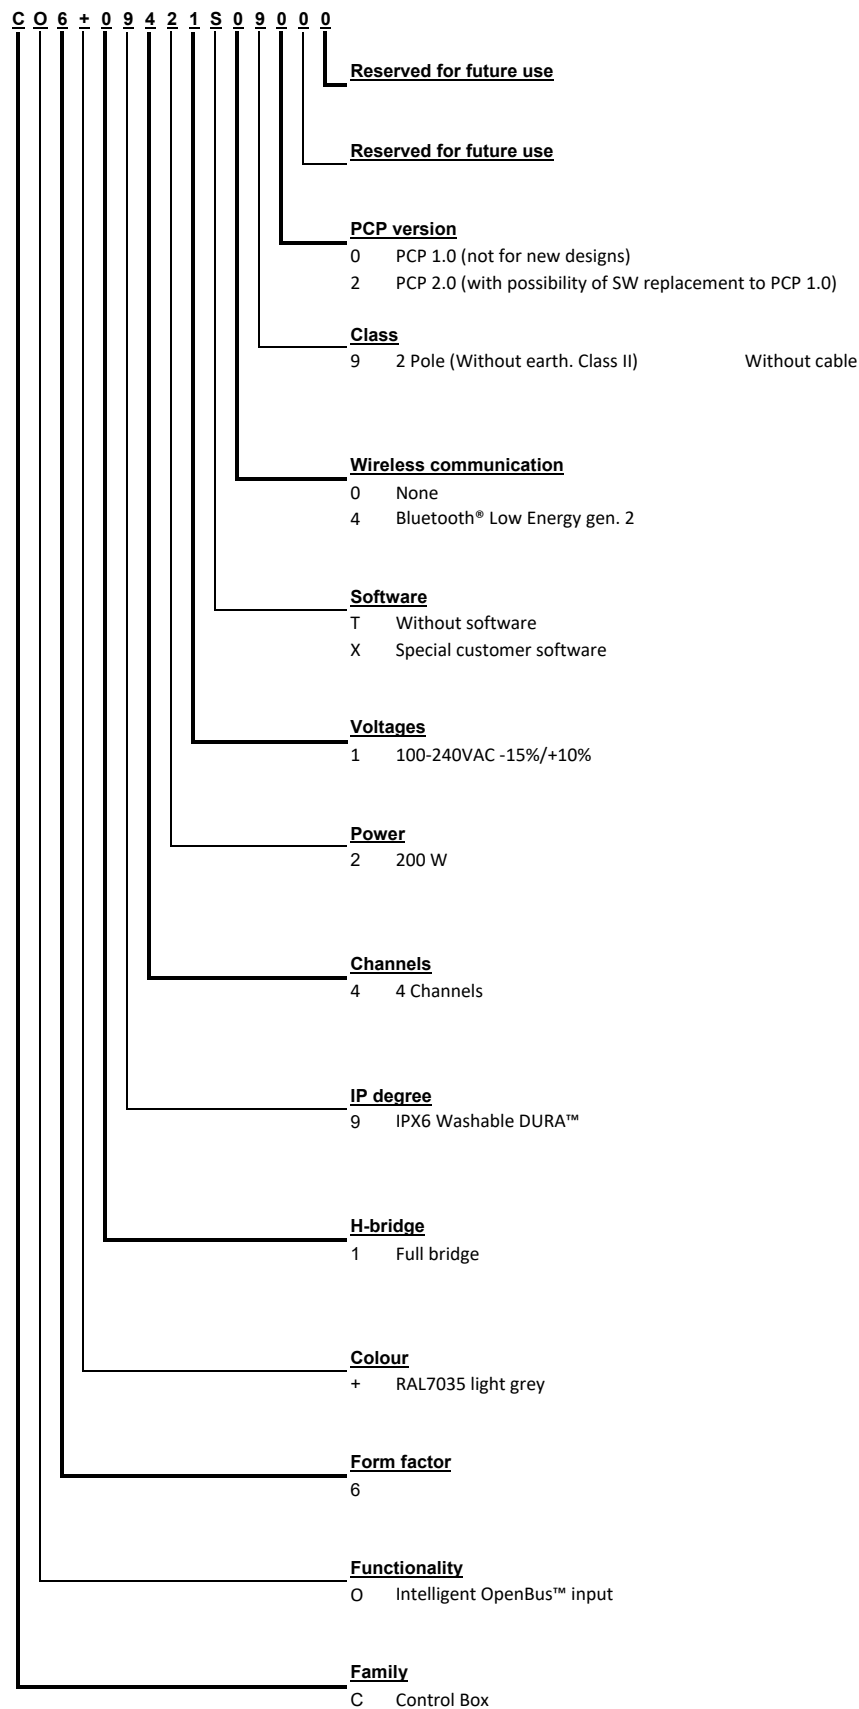 C O 6 + 0 9 4 2 1 S 0 9 0 0 0
Reserved for future use
Reserved for future use
PCP version
0 PCP 1.0 (not for new designs)
2 PCP 2.0 (with possibility of SW replacement to PCP 1.0)
Class
9 2 Pole (Without earth. Class II) Without cable
Wireless communication
0 None
4 Bluetooth® Low Energy gen. 2
Software
T Without software
X Special customer software
Voltages
1 100-240VAC -15%/+10%
Power
2 200 W
Channels
4 4 Channels
IP degree
9 IPX6 Washable DURA™
H-bridge
1 Full bridge
Colour
+ RAL7035 light grey
Form factor
6
Functionality
O Intelligent OpenBus™ input
Family
C Control Box